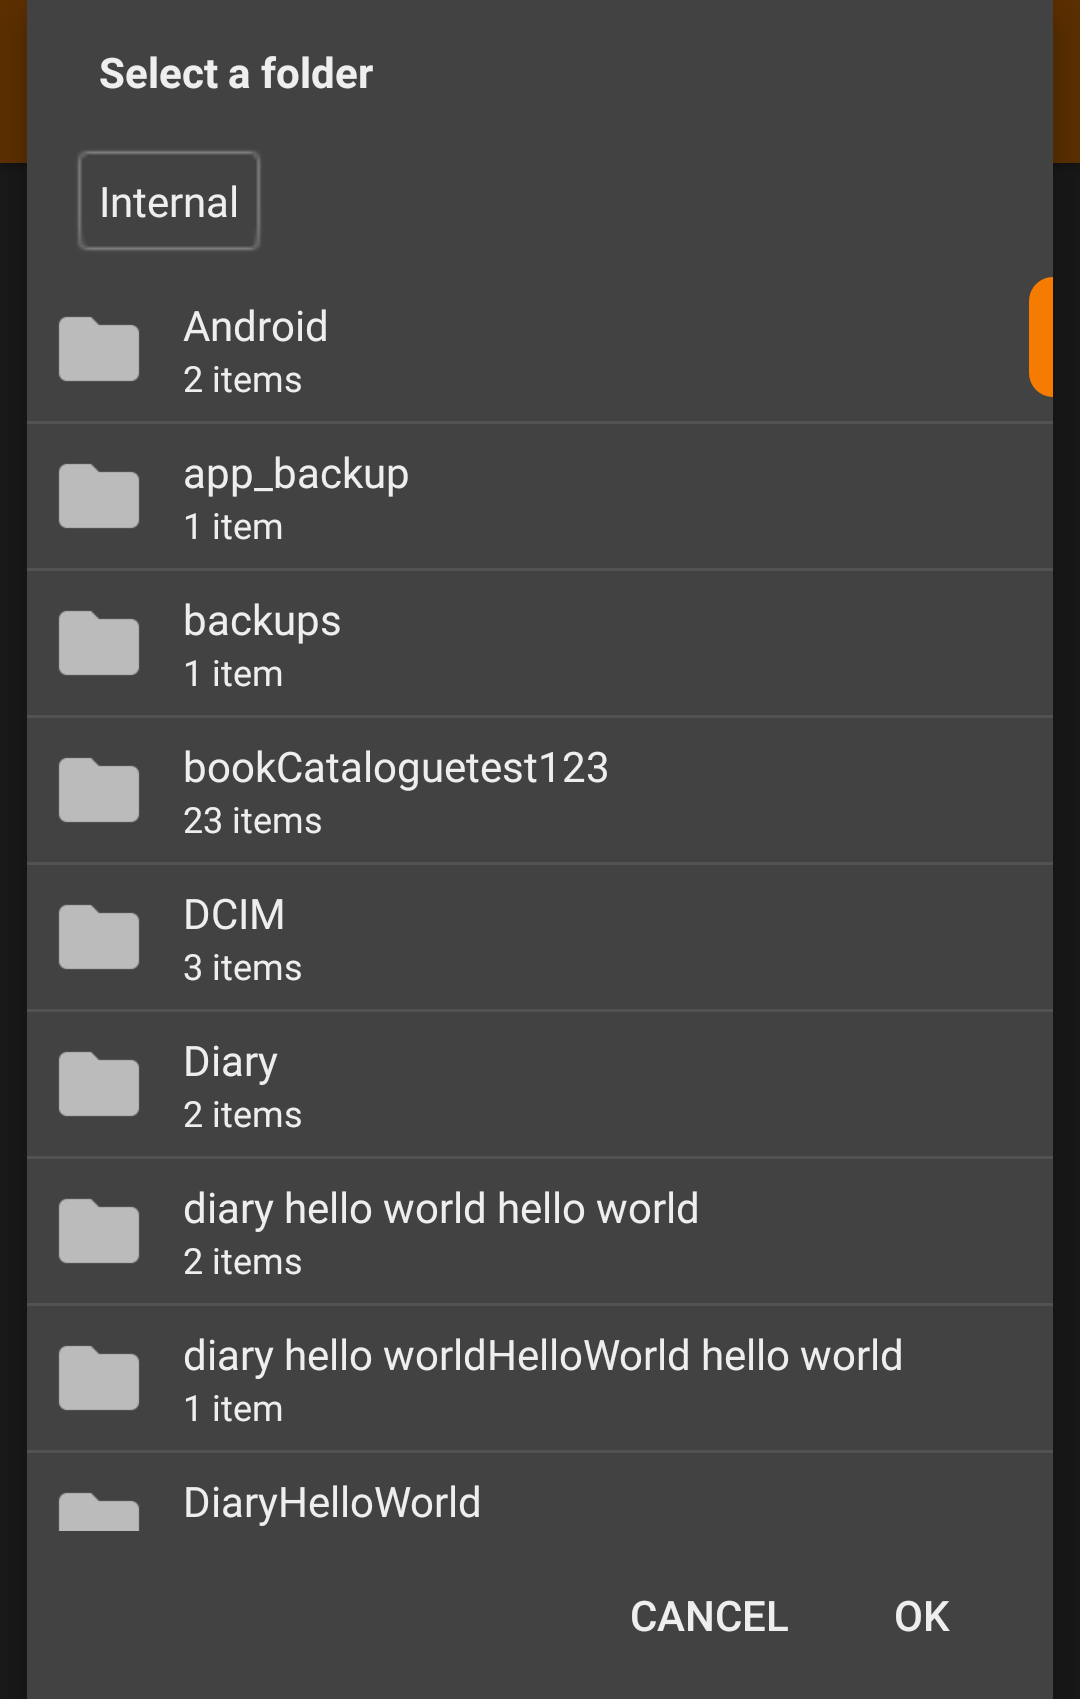 Select a folder
Internal
Android
2 items
app_backup
1 item
backups
1 item
bookCataloguetest123
23 items
DCIM
3 items
Diary
2 items
diary hello world hello world
2 items
diary hello worldHelloWorld hello world
1 item
DiaryHelloWorld
CANCEL OK